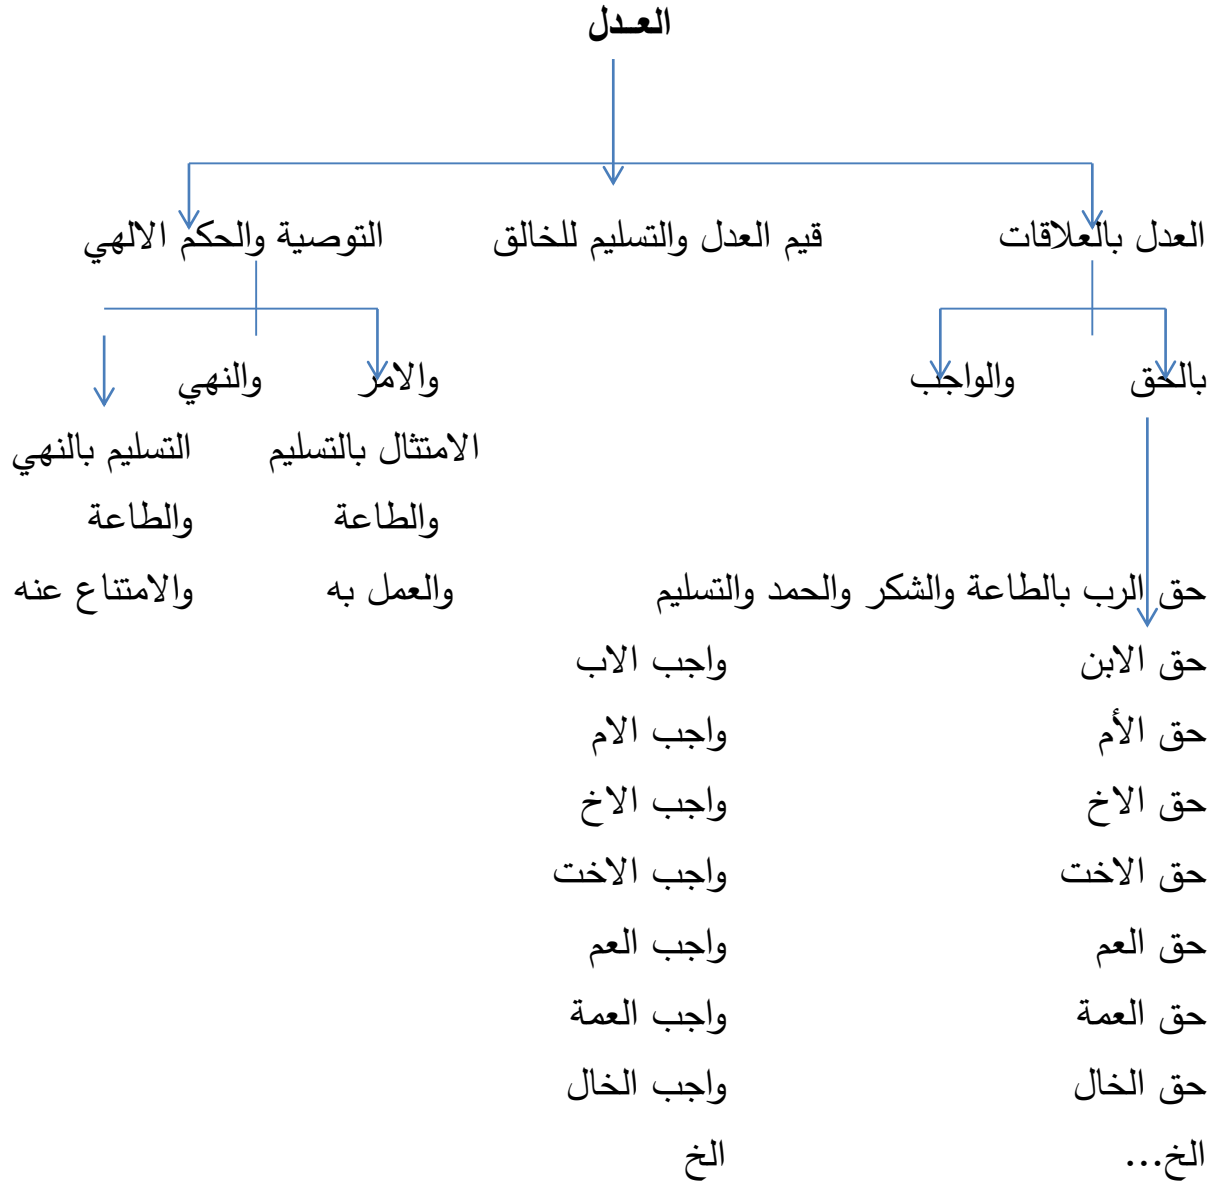 العــدل
العدل بالعلاقات قيم العدل والتسليم للخالق التوصية والحكم الالهي
بالحق والواجب والامر والنهي
الامتثال بالتسليم التسليم بالنهي
والطاعة والطاعة
حق الرب بالطاعة والشكر والحمد والتسليم والعمل به والامتناع عنه
حق الابن واجب الاب
حق الأم واجب الام
حق الاخ واجب الاخ
حق الاخت واجب الاخت
حق العم واجب العم
حق العمة واجب العمة
حق الخال واجب الخال
الخ... الخ